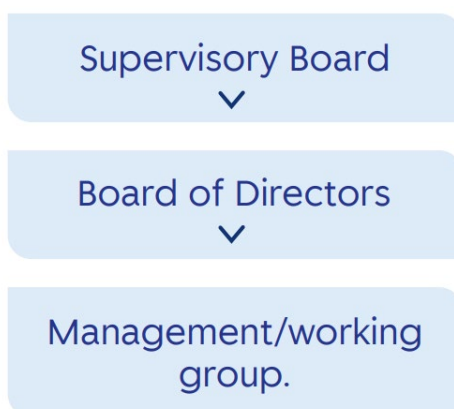 Supervisory Board
Board of Directors
Management/working
group.